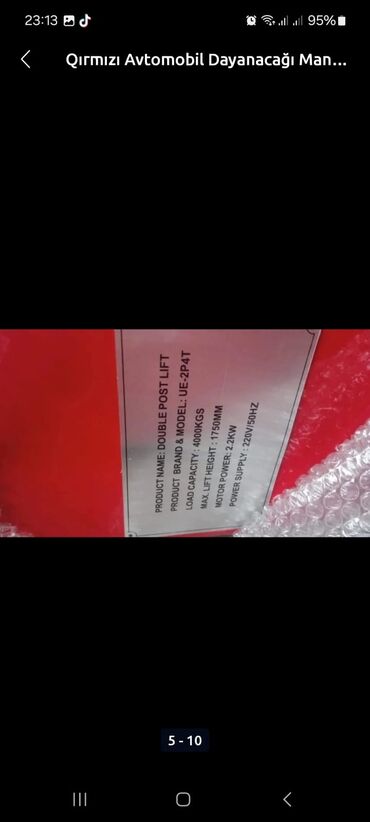 23:13
95%
Qırmızı Avtomobil Dayanacağı Man...
PRODUCT NAME: DOUBLE POST LIFT
PRODUCT BRAND & MODEL: UE-2P4T
LOAD CAPACITY : 4000KGS
MAX. LIFT HEIGHT : 1750MM
MOTOR POWER: 2.2KW
POWER SUPPLY : 220V/50HZ
5 - 10